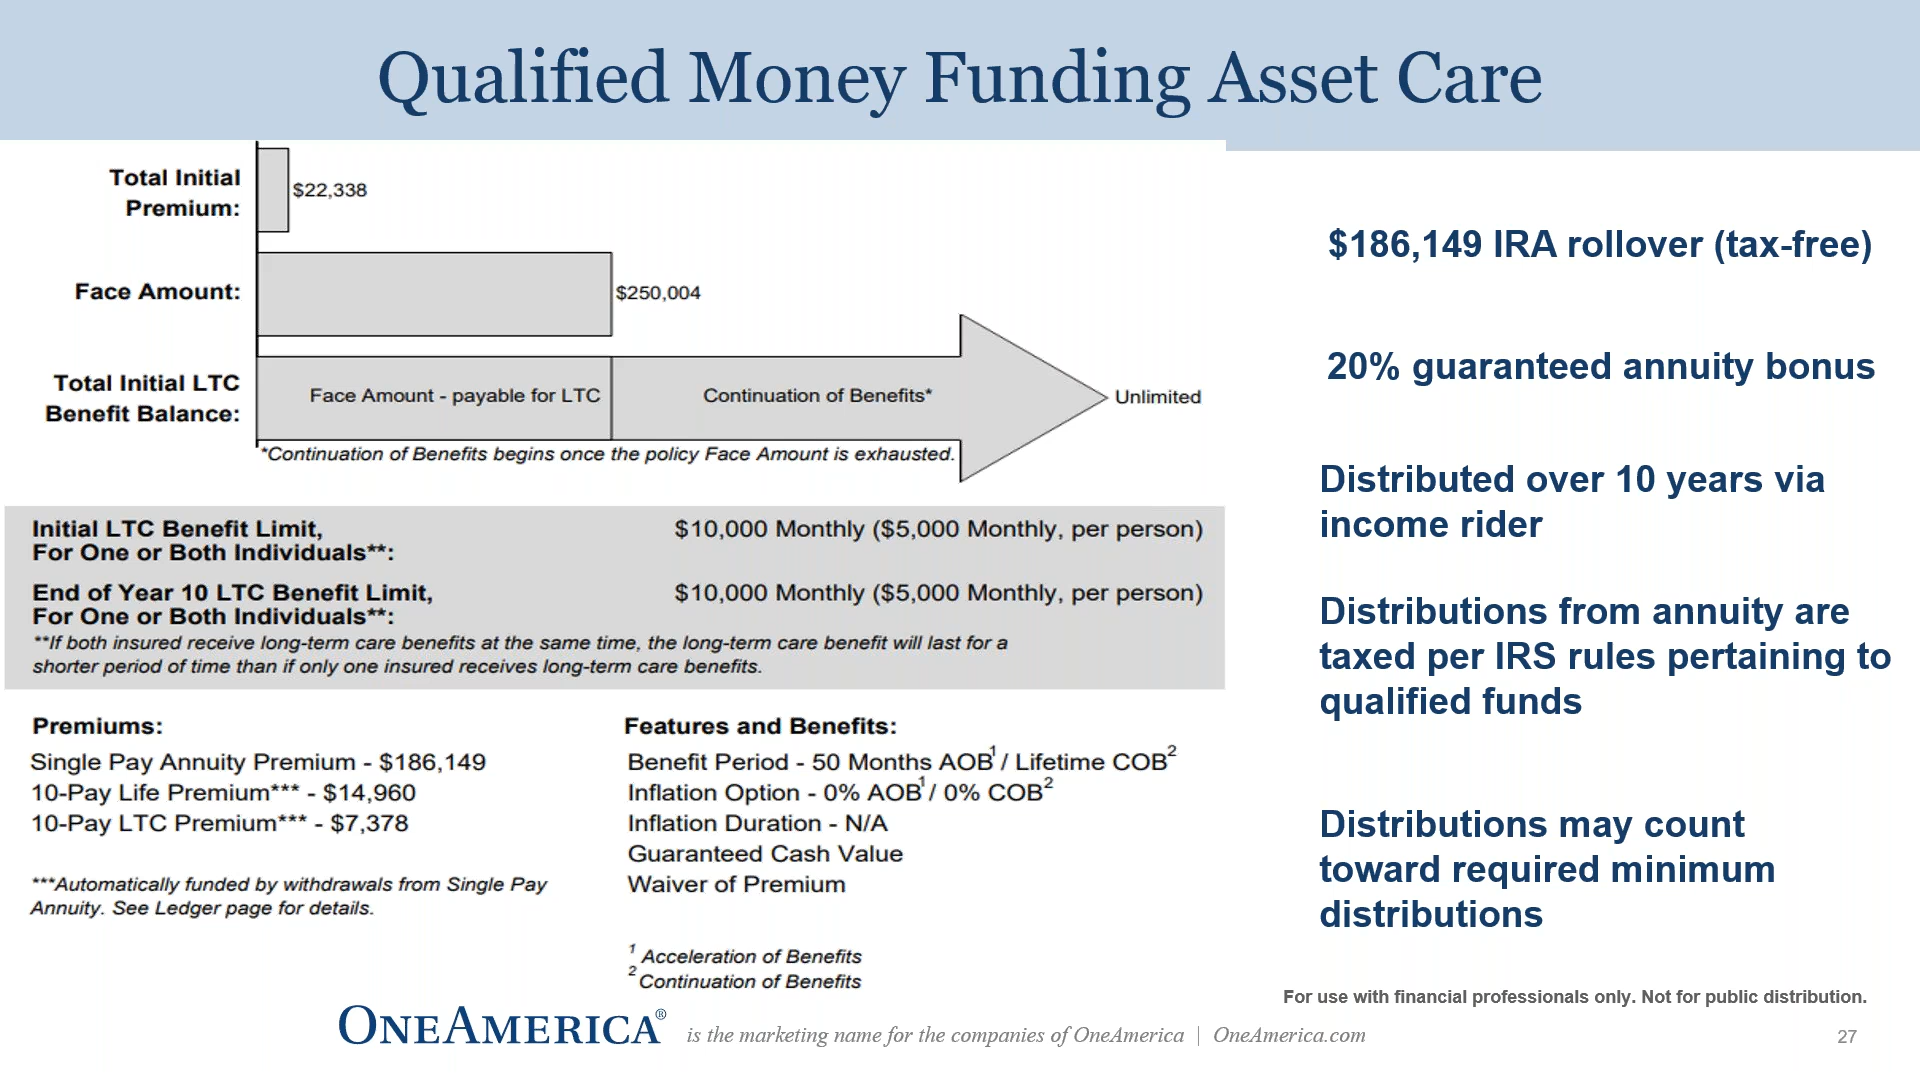 Qualified Money Funding Asset Care
Total Initial
Premium:
$22,338
Face Amount:
$250,004
Total Initial LTC
Benefit Balance:
Face Amount - payable for LTC
Continuation of Benefits*
Unlimited
*Continuation of Benefits begins once the policy Face Amount is exhausted.
Initial LTC Benefit Limit,
For One or Both Individuals**:
$10,000 Monthly ($5,000 Monthly, per person)
End of Year 10 LTC Benefit Limit,
For One or Both Individuals**:
$10,000 Monthly ($5,000 Monthly, per person)
**If both insured receive long-term care benefits at the same time, the long-term care benefit will last for a
shorter period of time than if only one insured receives long-term care benefits.
Premiums:
Single Pay Annuity Premium - $186,149
10-Pay Life Premium*** - $14,960
10-Pay LTC Premium*** - $7,378
***Automatically funded by withdrawals from Single Pay
Annuity. See Ledger page for details.
Features and Benefits:
Benefit Period - 50 Months AOB¹ / Lifetime COB²
Inflation Option - 0% AOB¹ / 0% COB²
Inflation Duration - N/A
Guaranteed Cash Value
Waiver of Premium
¹ Acceleration of Benefits
² Continuation of Benefits
$186,149 IRA rollover (tax-free)
20% guaranteed annuity bonus
Distributed over 10 years via
income rider
Distributions from annuity are
taxed per IRS rules pertaining to
qualified funds
Distributions may count
toward required minimum
distributions
For use with financial professionals only. Not for public distribution.
ONEAMERICA® is the marketing name for the companies of OneAmerica | OneAmerica.com
27